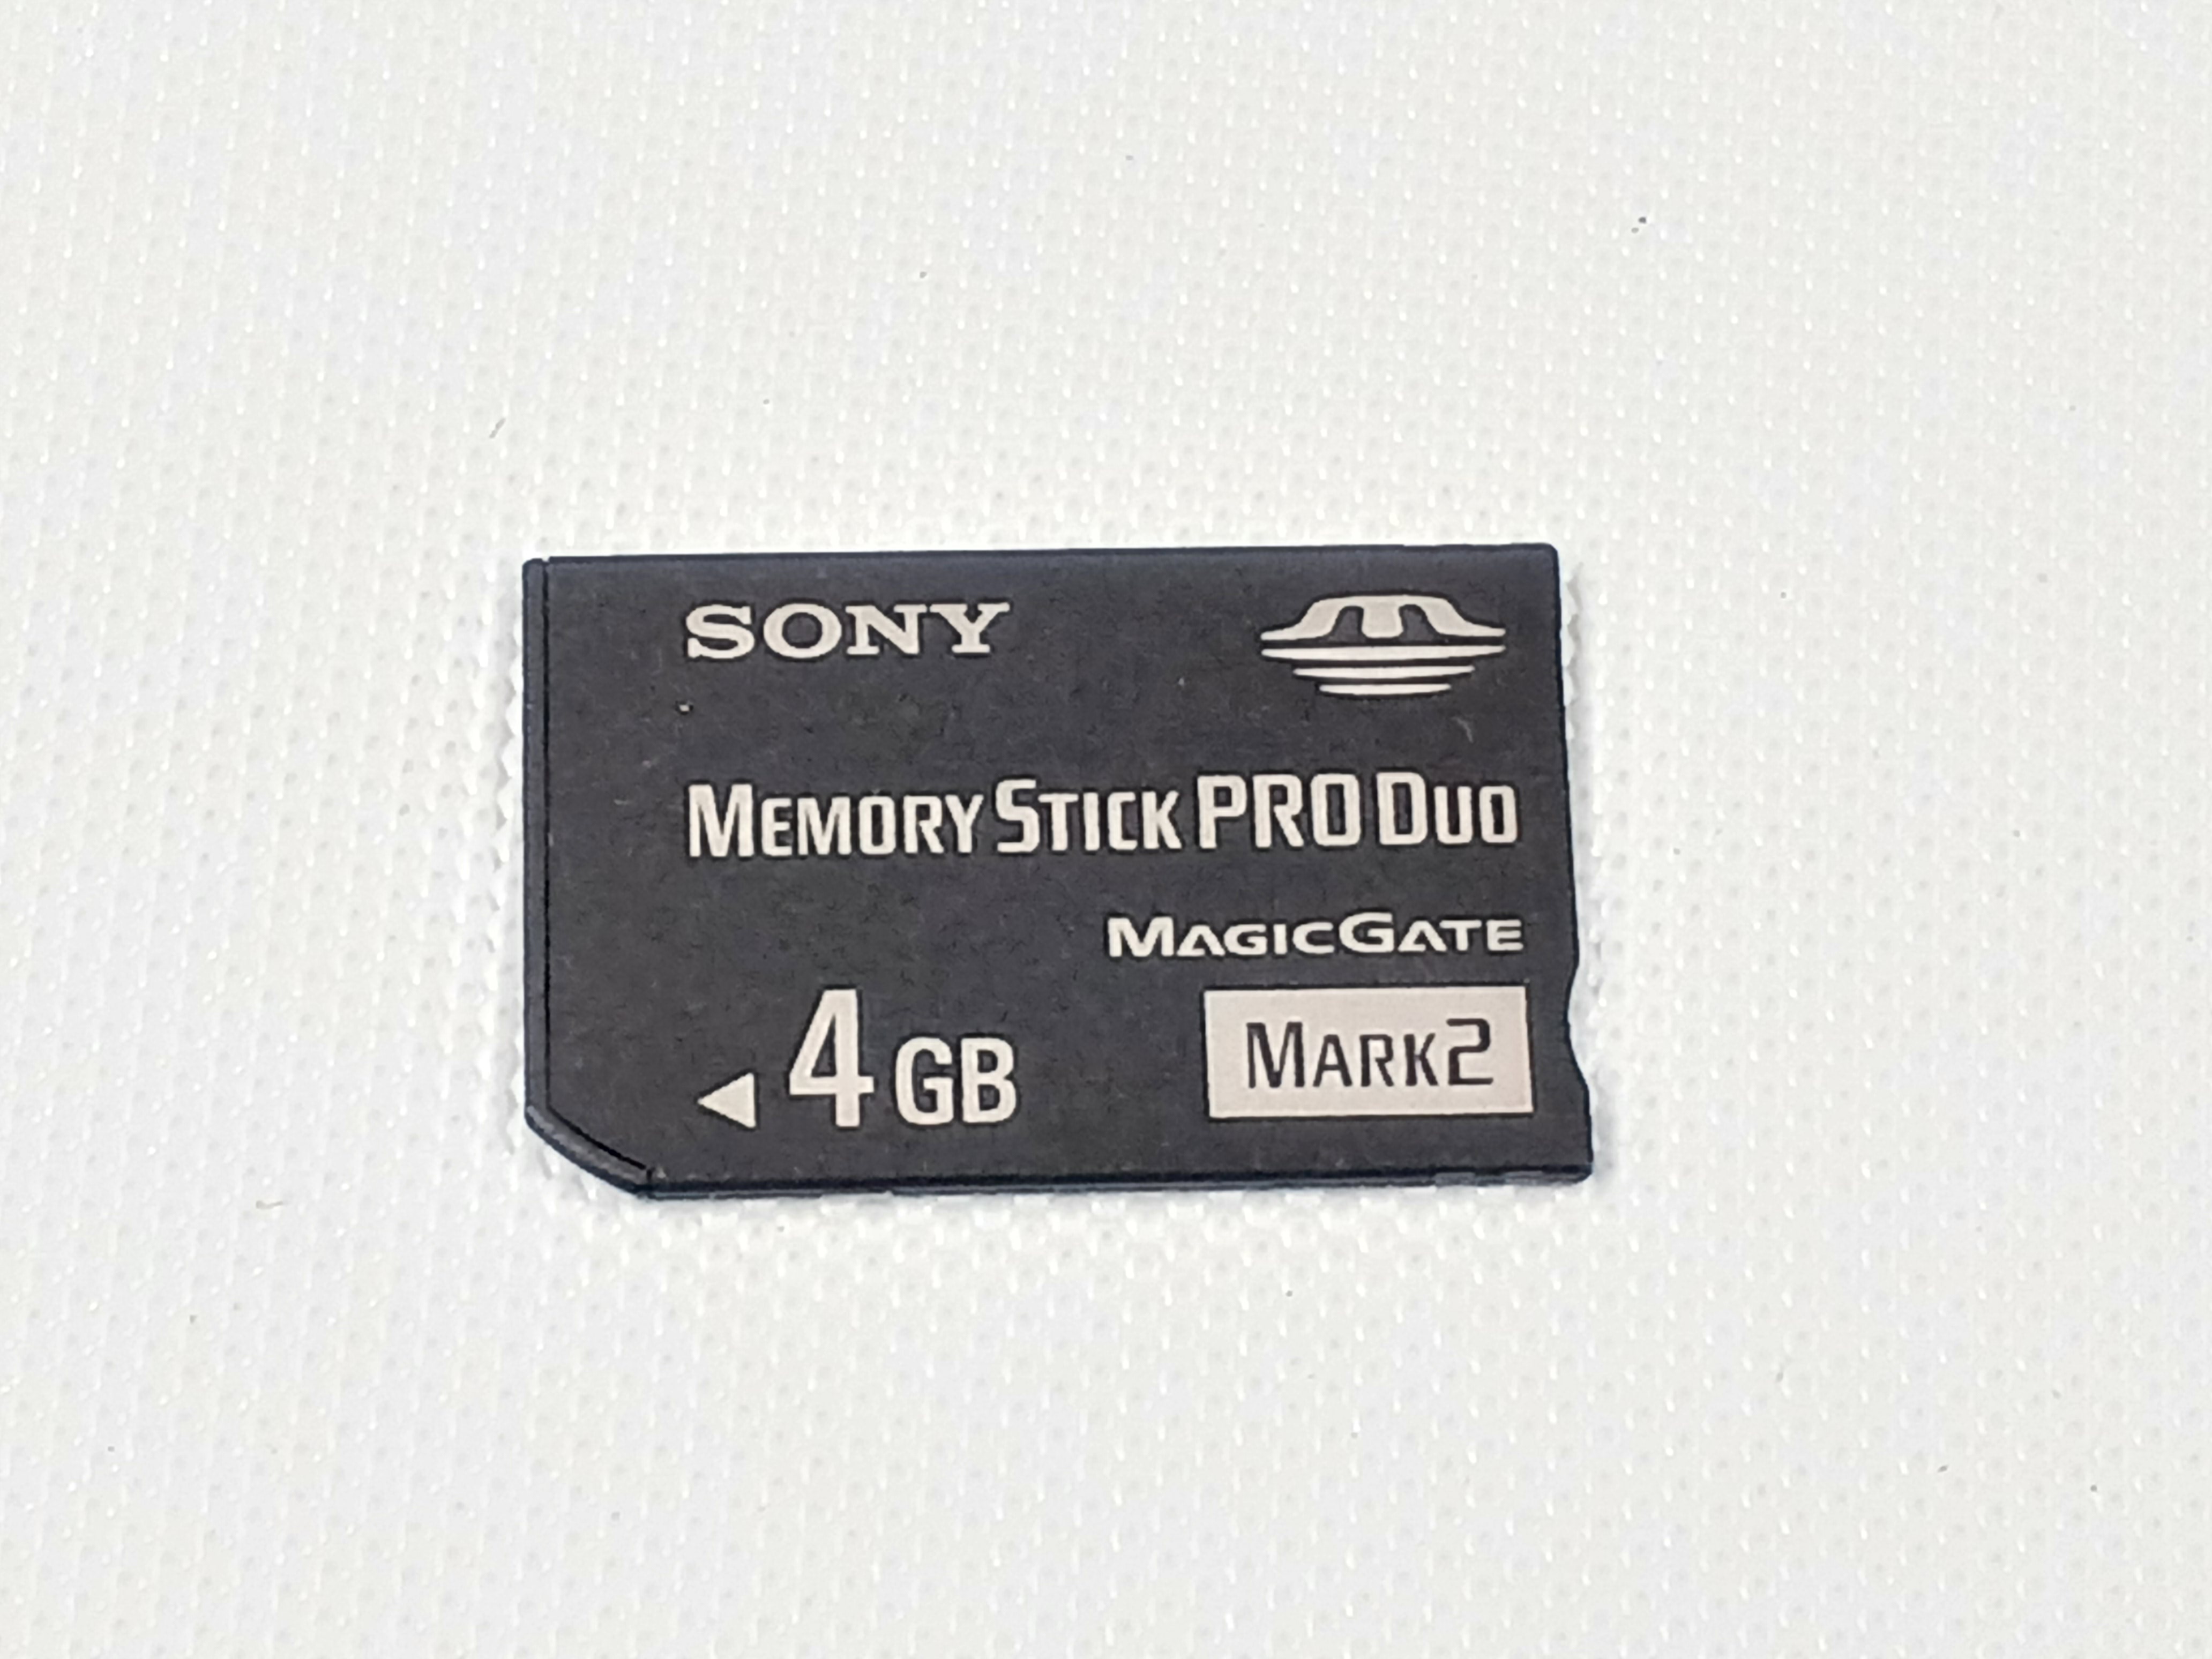 SONY
MEMORY STICK PRO DUO
MAGICGATE
4 GB
MARK2